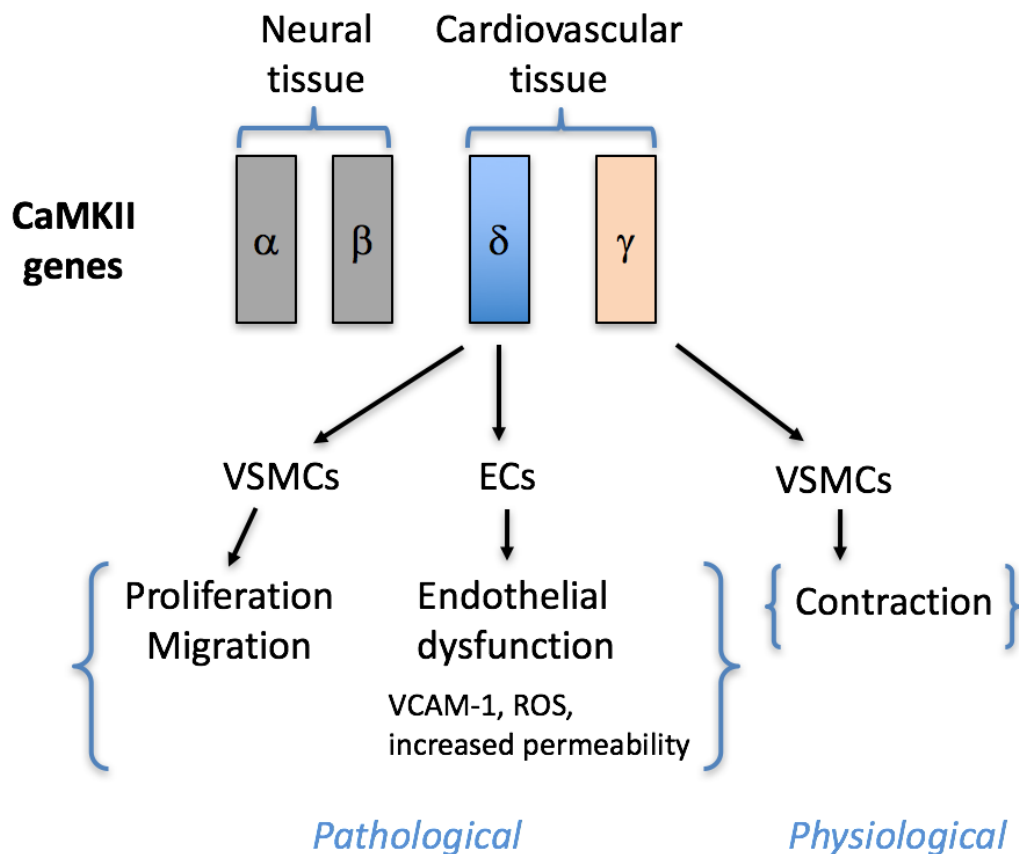 Neural
tissue
Cardiovascular
tissue
CaMKII
genes
α
β
δ
γ
VSMCs
ECs
VSMCs
Proliferation
Migration
Endothelial
dysfunction
VCAM-1, ROS,
increased permeability
Contraction
Pathological
Physiological